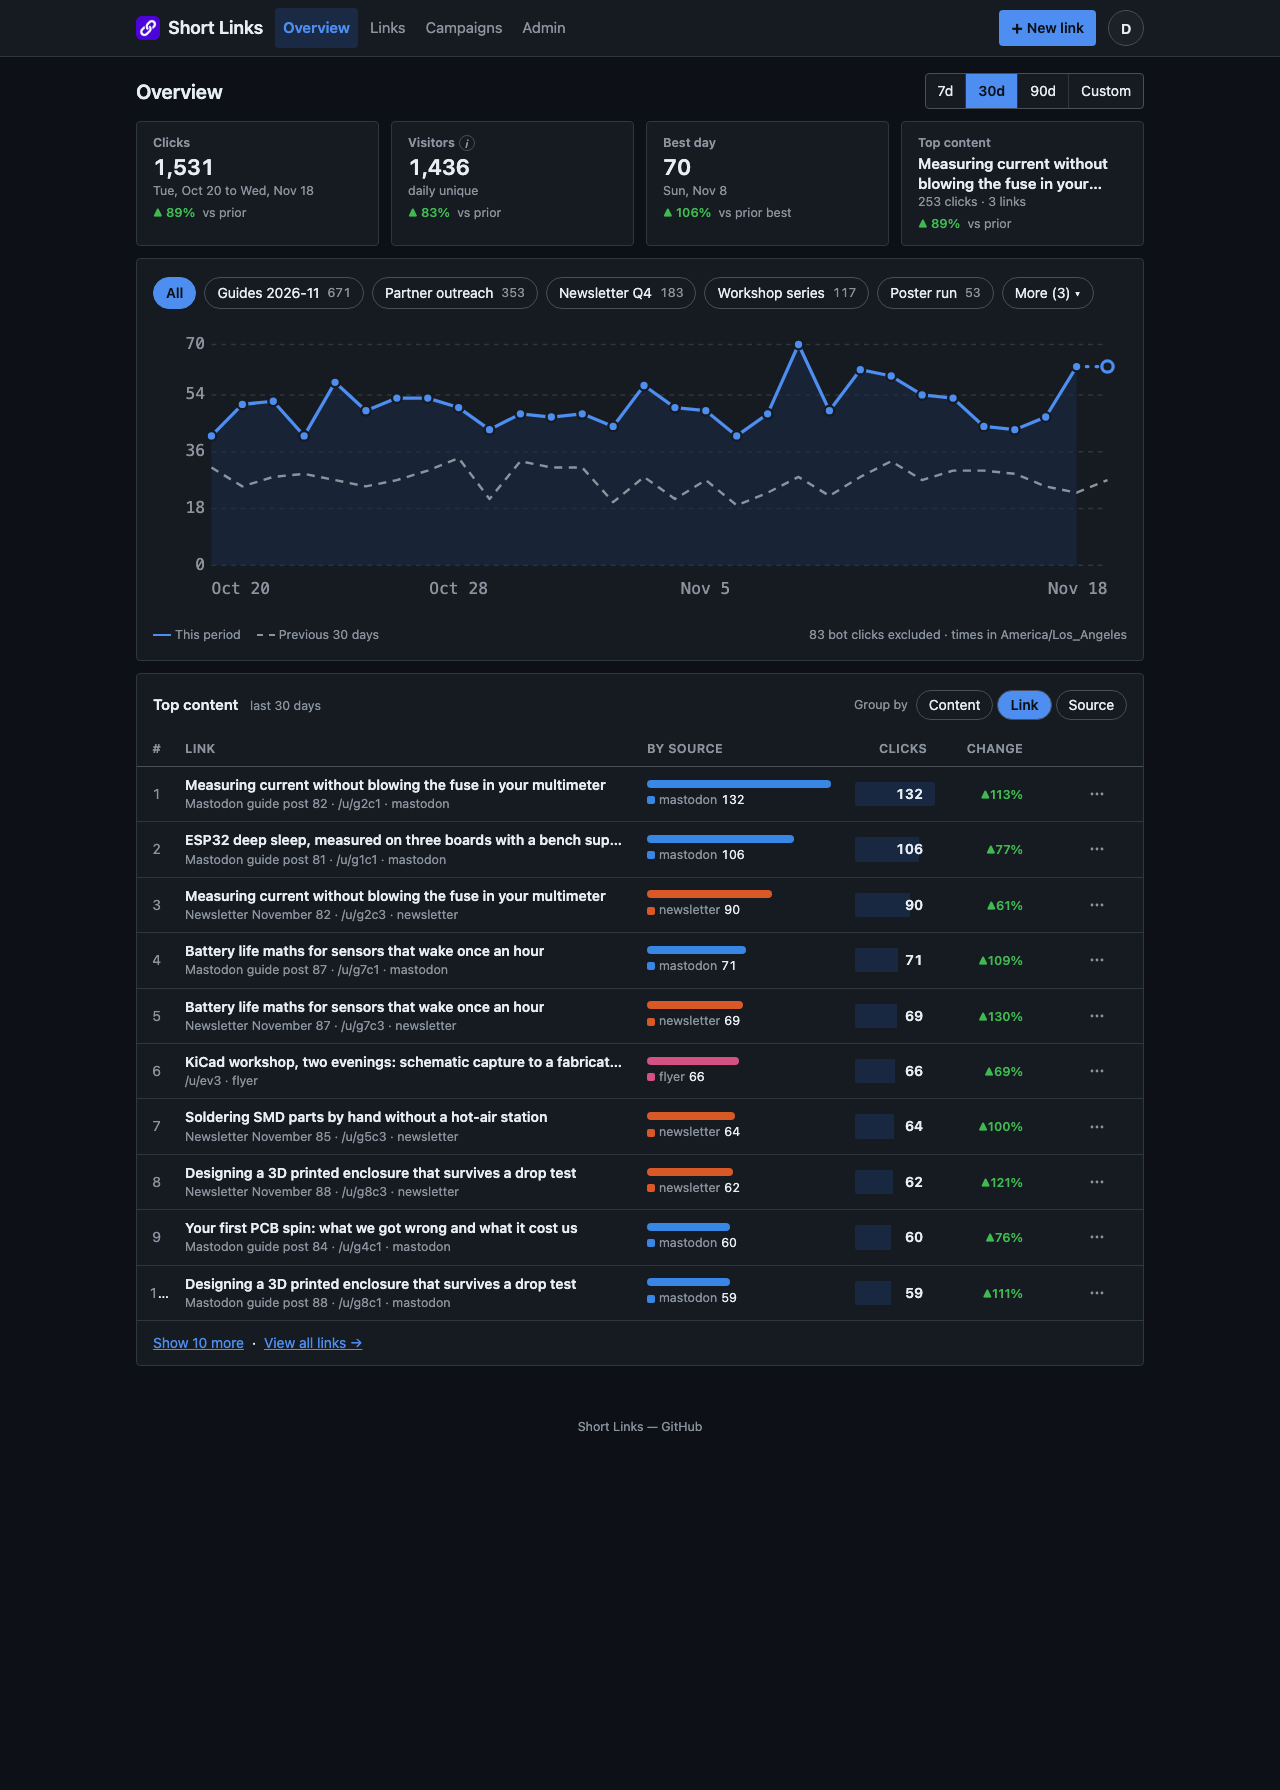 Short Links
Overview
Links
Campaigns
Admin
+ New link
D
Overview
7d
30d
90d
Custom
Clicks
1,531
Tue, Oct 20 to Wed, Nov 18
▲ 89% vs prior
Visitors i
1,436
daily unique
▲ 83% vs prior
Best day
70
Sun, Nov 8
▲ 106% vs prior best
Top content
Measuring current without
blowing the fuse in your...
253 clicks · 3 links
▲ 89% vs prior
All
Guides 2026-11 671
Partner outreach 353
Newsletter Q4 183
Workshop series 117
Poster run 53
More (3) ▾
70
54
36
18
0
Oct 20
Oct 28
Nov 5
Nov 18
This period
Previous 30 days
83 bot clicks excluded · times in America/Los_Angeles
Top content last 30 days
Group by
Content
Link
Source
# LINK BY SOURCE CLICKS CHANGE
1 Measuring current without blowing the fuse in your multimeter
Mastodon guide post 82 · /u/g2c1 · mastodon
mastodon 132
132
▲113%
···
2 ESP32 deep sleep, measured on three boards with a bench sup...
Mastodon guide post 81 · /u/g1c1 · mastodon
mastodon 106
106
▲77%
···
3 Measuring current without blowing the fuse in your multimeter
Newsletter November 82 · /u/g2c3 · newsletter
newsletter 90
90
▲61%
···
4 Battery life maths for sensors that wake once an hour
Mastodon guide post 87 · /u/g7c1 · mastodon
mastodon 71
71
▲109%
···
5 Battery life maths for sensors that wake once an hour
Newsletter November 87 · /u/g7c3 · newsletter
newsletter 69
69
▲130%
···
6 KiCad workshop, two evenings: schematic capture to a fabricat...
/u/ev3 · flyer
flyer 66
66
▲69%
···
7 Soldering SMD parts by hand without a hot-air station
Newsletter November 85 · /u/g5c3 · newsletter
newsletter 64
64
▲100%
···
8 Designing a 3D printed enclosure that survives a drop test
Newsletter November 88 · /u/g8c3 · newsletter
newsletter 62
62
▲121%
···
9 Your first PCB spin: what we got wrong and what it cost us
Mastodon guide post 84 · /u/g4c1 · mastodon
mastodon 60
60
▲76%
···
1... Designing a 3D printed enclosure that survives a drop test
Mastodon guide post 88 · /u/g8c1 · mastodon
mastodon 59
59
▲111%
···
Show 10 more · View all links →
Short Links — GitHub